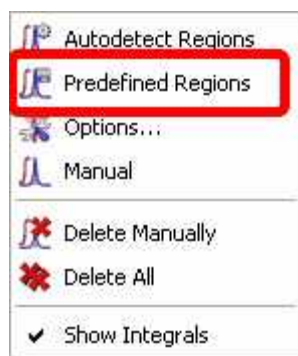 Autodetect Regions
Predefined Regions
Options...
Manual
Delete Manually
Delete All
Show Integrals